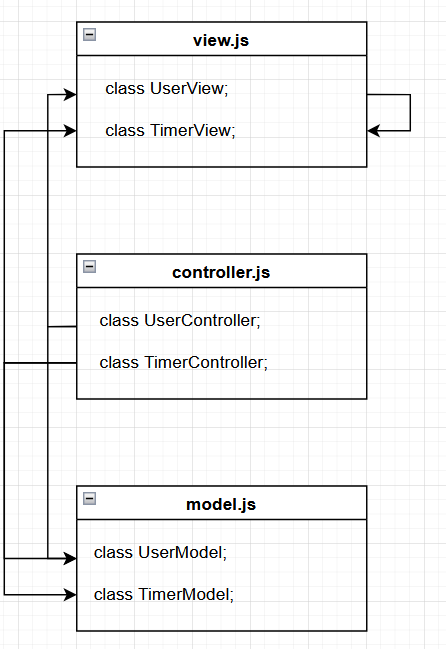 view.js
class UserView;
class TimerView;
controller.js
class UserController;
class TimerController;
model.js
class UserModel;
class TimerModel;